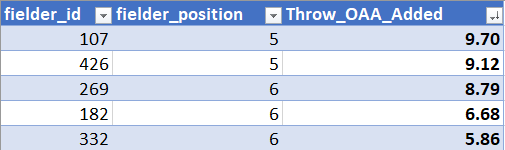 fielder_id fielder_position Throw_OAA_Added
107 5 9.70
426 5 9.12
269 6 8.79
182 6 6.68
332 6 5.86